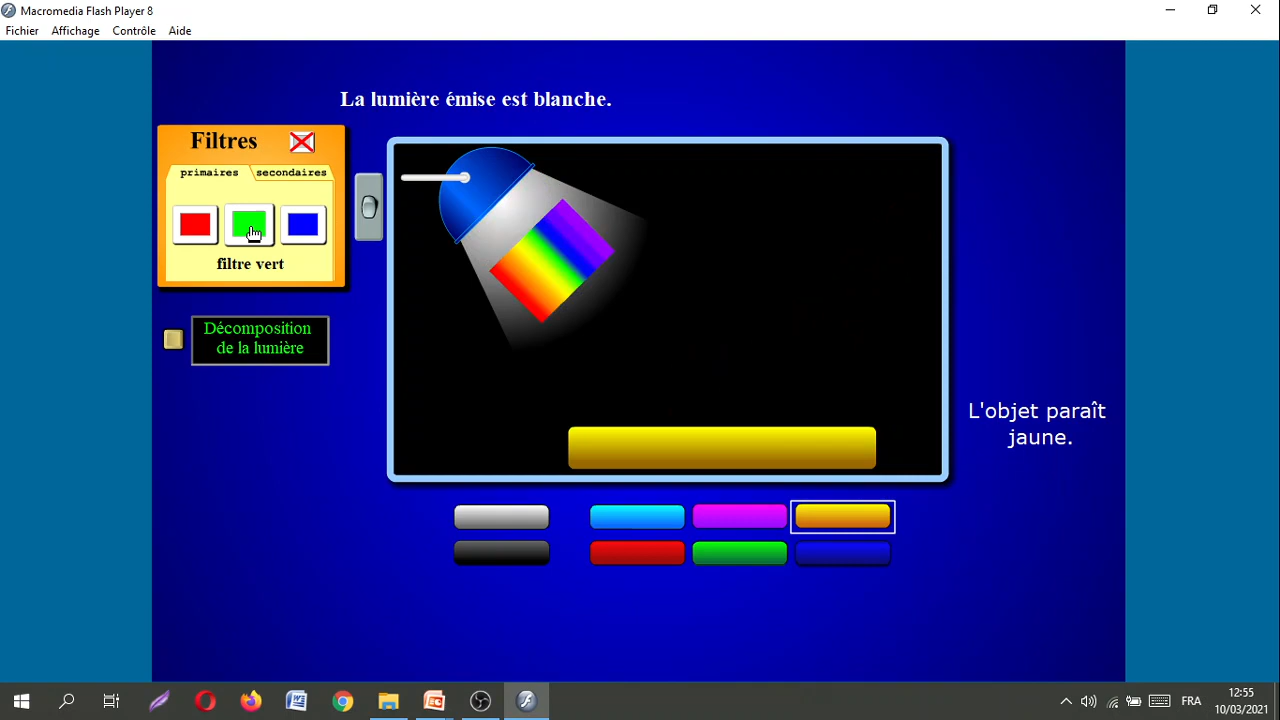 Macromedia Flash Player 8
Fichier Affichage Contrôle Aide
La lumière émise est blanche.
Filtres
primaires secondaires
filtre vert
Décomposition
de la lumière
L'objet paraît
jaune.
FRA
12:55
10/03/2021